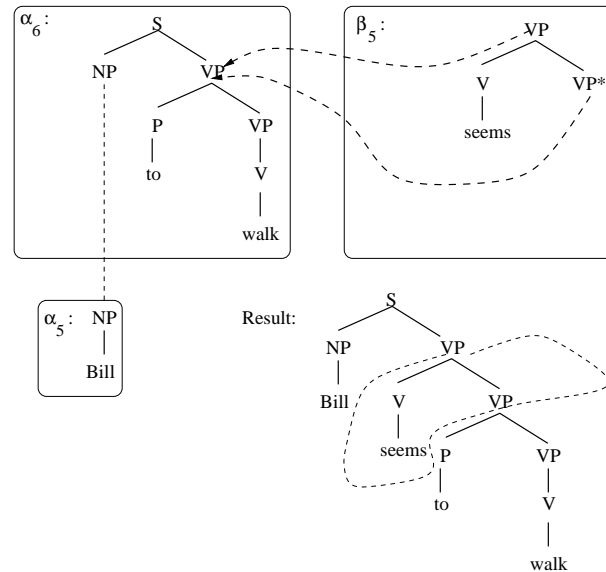 α6 :
S
NP VP
P VP
to V
walk
β5 :
VP
V VP*
seems
α5 : NP
Bill
Result:
S
NP VP
Bill V VP
seems P VP
to V
walk